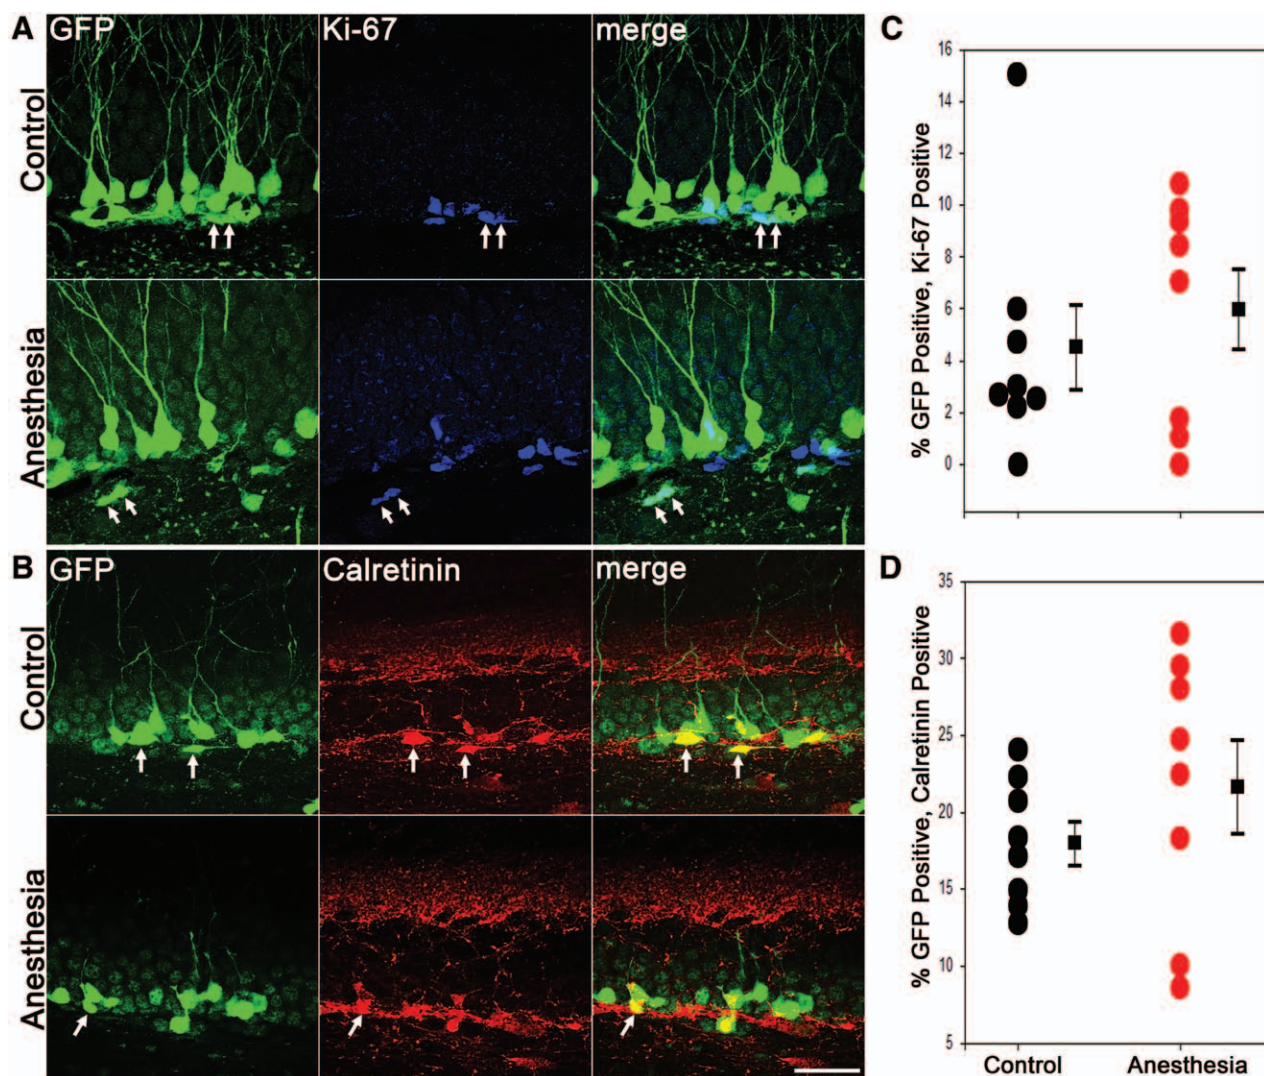 A GFP Ki-67 merge
Control
Anesthesia
B GFP Calretinin merge
Control
Anesthesia
C
% GFP Positive, Ki-67 Positive
16
14
12
10
8
6
4
2
0
D
% GFP Positive, Calretinin Positive
35
30
25
20
15
10
5
Control Anesthesia